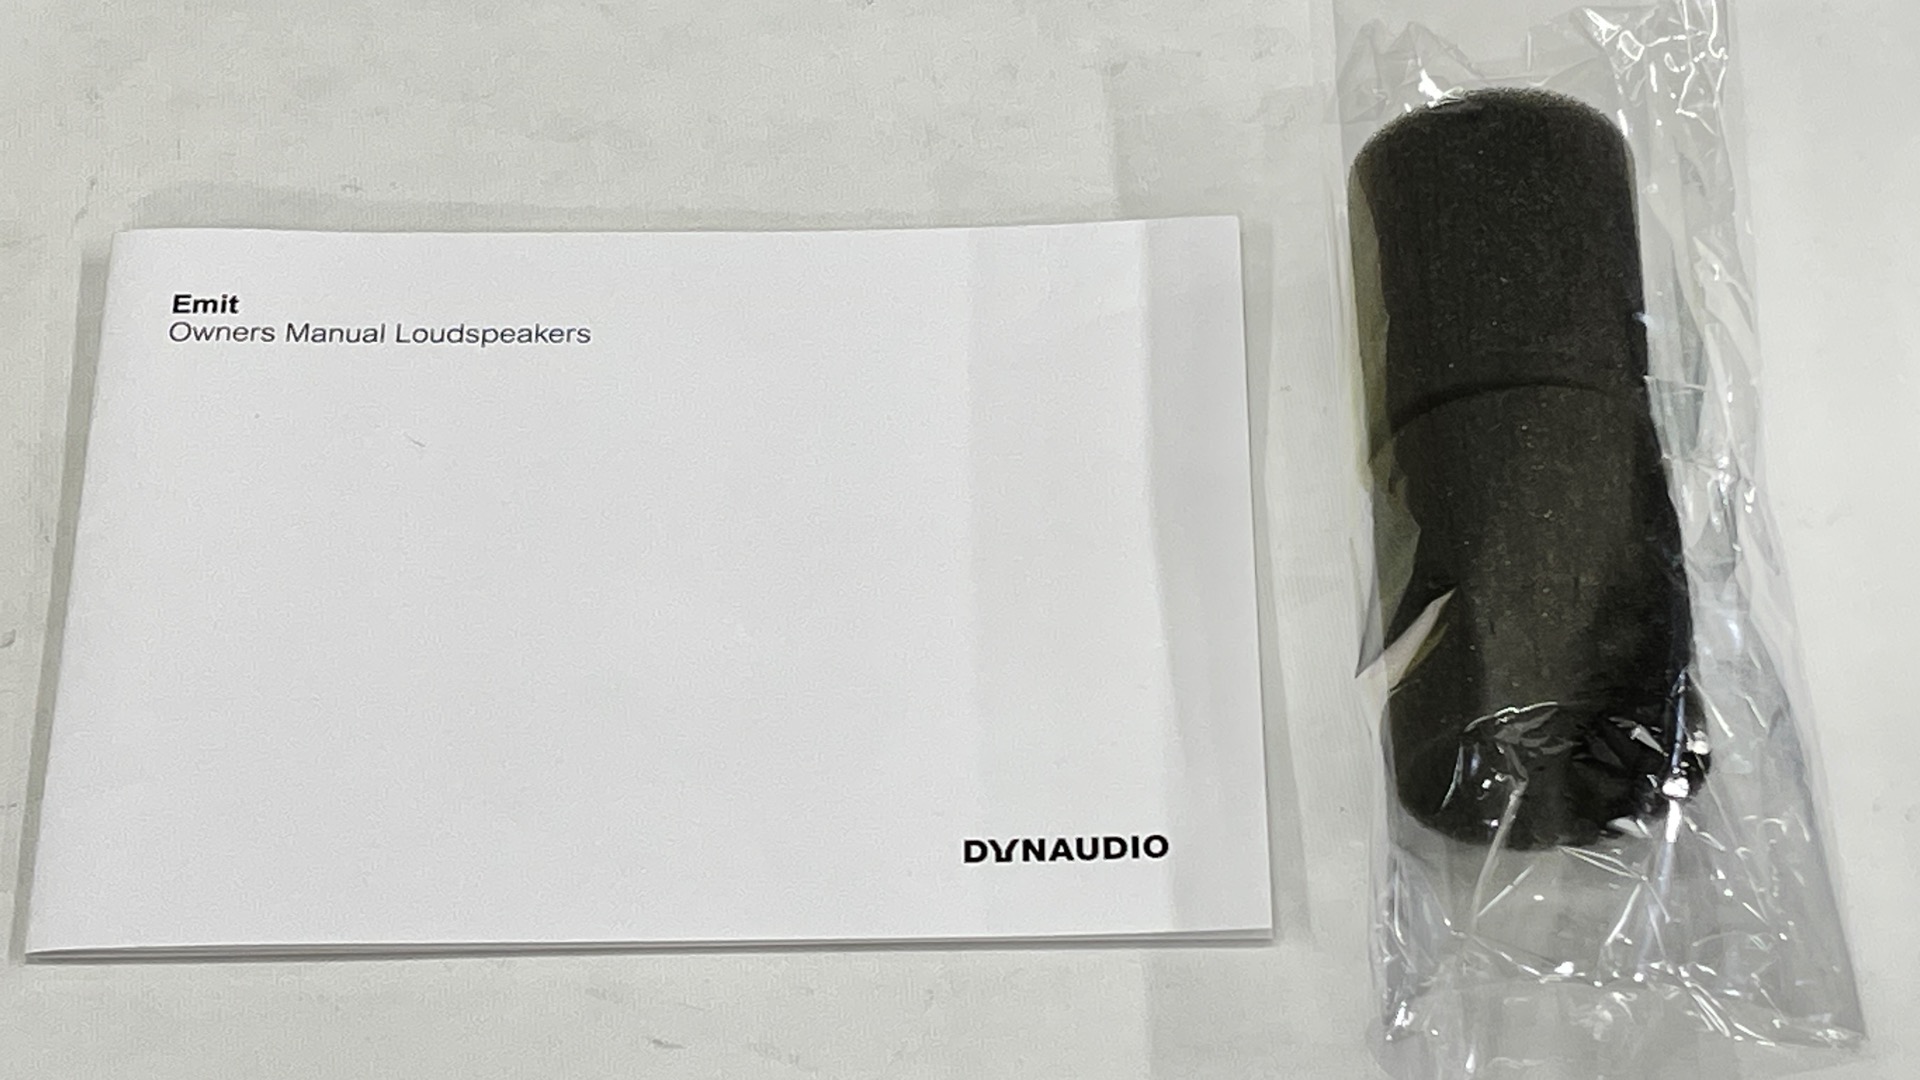 Emit
Owners Manual Loudspeakers
DYNAUDIO